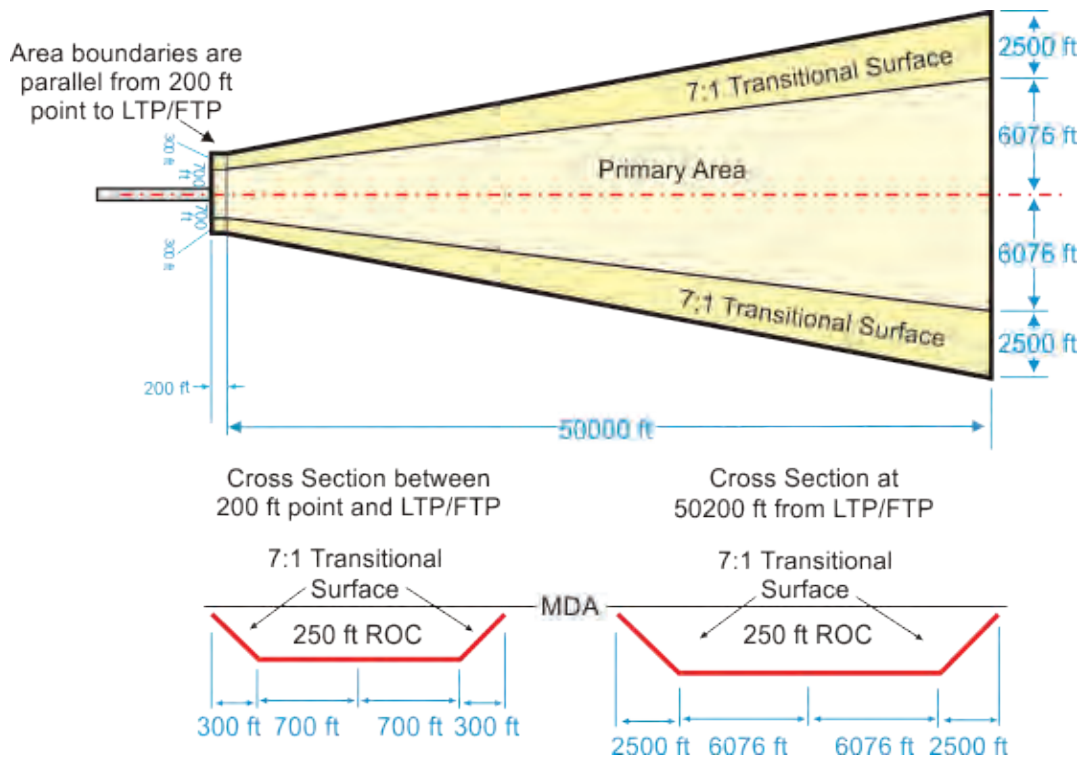 Area boundaries are
parallel from 200 ft
point to LTP/FTP
300 ft
700
ft
700
ft
300 ft
7:1 Transitional Surface
Primary Area
7:1 Transitional Surface
2500 ft
6076 ft
6076 ft
2500 ft
200 ft
50000 ft
Cross Section between
200 ft point and LTP/FTP
Cross Section at
50200 ft from LTP/FTP
7:1 Transitional
Surface
250 ft ROC
MDA
7:1 Transitional
Surface
250 ft ROC
300 ft 700 ft 700 ft 300 ft
2500 ft 6076 ft 6076 ft 2500 ft